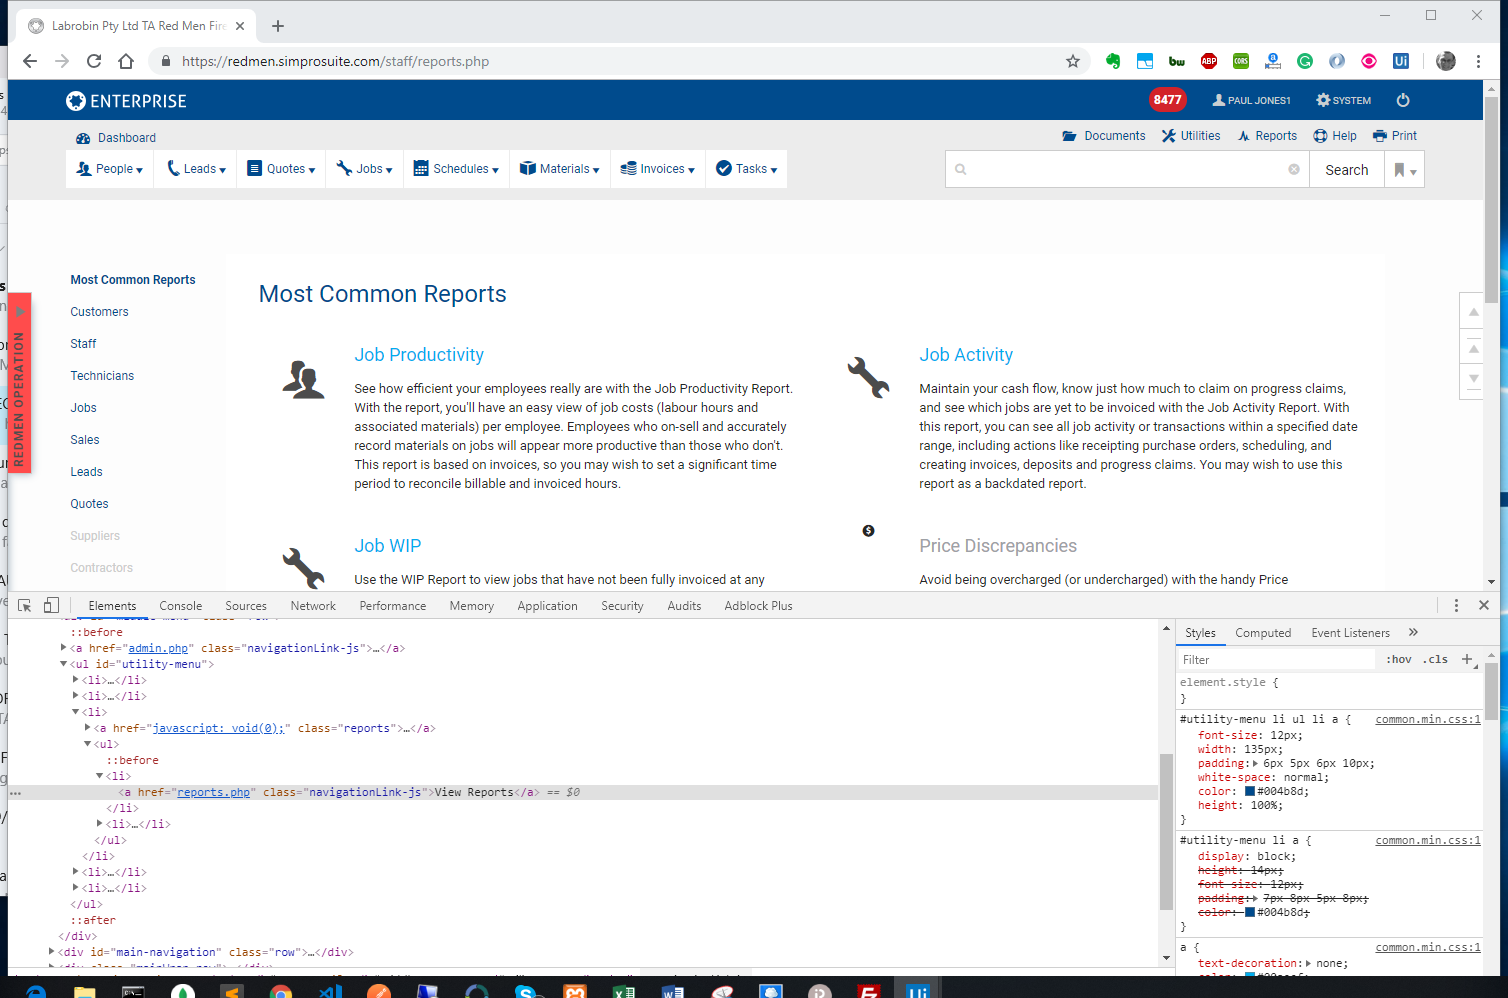 Labrobin Pty Ltd TA Red Men Fire
https://redmen.simprosuite.com/staff/reports.php
bw
ABP
CORS
Ui
ENTERPRISE
8477
PAUL JONES1
SYSTEM
Dashboard
Documents
Utilities
Reports
Help
Print
People
Leads
Quotes
Jobs
Schedules
Materials
Invoices
Tasks
Search
REDMEN OPERATION
Most Common Reports
Customers
Staff
Technicians
Jobs
Sales
Leads
Quotes
Suppliers
Contractors
Most Common Reports
Job Productivity
See how efficient your employees really are with the Job Productivity Report.
With the report, you'll have an easy view of job costs (labour hours and
associated materials) per employee. Employees who on-sell and accurately
record materials on jobs will appear more productive than those who don't.
This report is based on invoices, so you may wish to set a significant time
period to reconcile billable and invoiced hours.
Job Activity
Maintain your cash flow, know just how much to claim on progress claims,
and see which jobs are yet to be invoiced with the Job Activity Report. With
this report, you can see all job activity or transactions within a specified date
range, including actions like receipting purchase orders, scheduling, and
creating invoices, deposits and progress claims. You may wish to use this
report as a backdated report.
Job WIP
Use the WIP Report to view jobs that have not been fully invoiced at any
Price Discrepancies
Avoid being overcharged (or undercharged) with the handy Price
Elements
Console
Sources
Network
Performance
Memory
Application
Security
Audits
Adblock Plus
::before
<a href="admin.php" class="navigationLink-js">…</a>
<ul id="utility-menu">
<li>…</li>
<li>…</li>
<li>
<a href="javascript: void(0);" class="reports">…</a>
<ul>
::before
<li>
<a href="reports.php" class="navigationLink-js">View Reports</a> == $0
</li>
<li>…</li>
</ul>
</li>
<li>…</li>
<li>…</li>
</ul>
::after
</div>
<div id="main-navigation" class="row">…</div>
Styles
Computed
Event Listeners
Filter
:hov
.cls
element.style {
}
#utility-menu li ul li a {
common.min.css:1
font-size: 12px;
width: 135px;
padding: 6px 5px 6px 10px;
white-space: normal;
color: #004b8d;
height: 100%;
}
#utility-menu li a {
common.min.css:1
display: block;
height: 14px;
font-size: 12px;
padding: 7px 8px 5px 8px;
color: #004b8d;
}
a {
common.min.css:1
text-decoration: none;
Ui